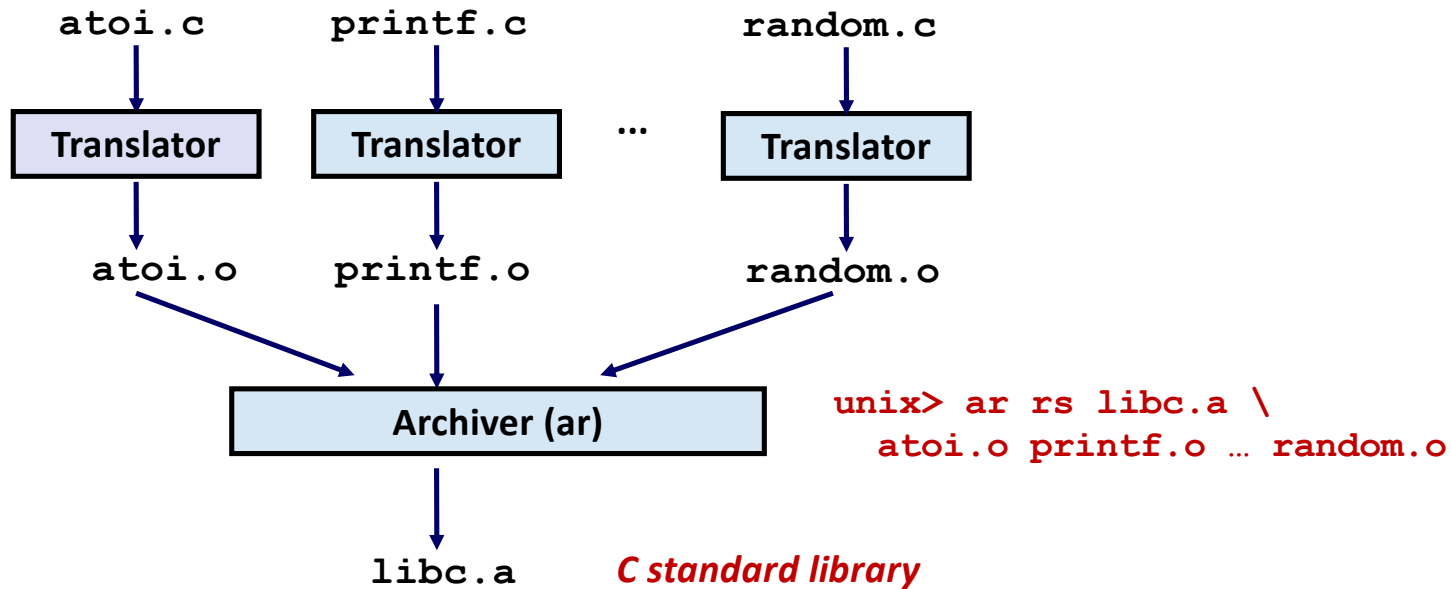 atoi.c printf.c random.c
Translator Translator … Translator
atoi.o printf.o random.o
Archiver (ar)
unix> ar rs libc.a \
atoi.o printf.o … random.o
libc.a C standard library